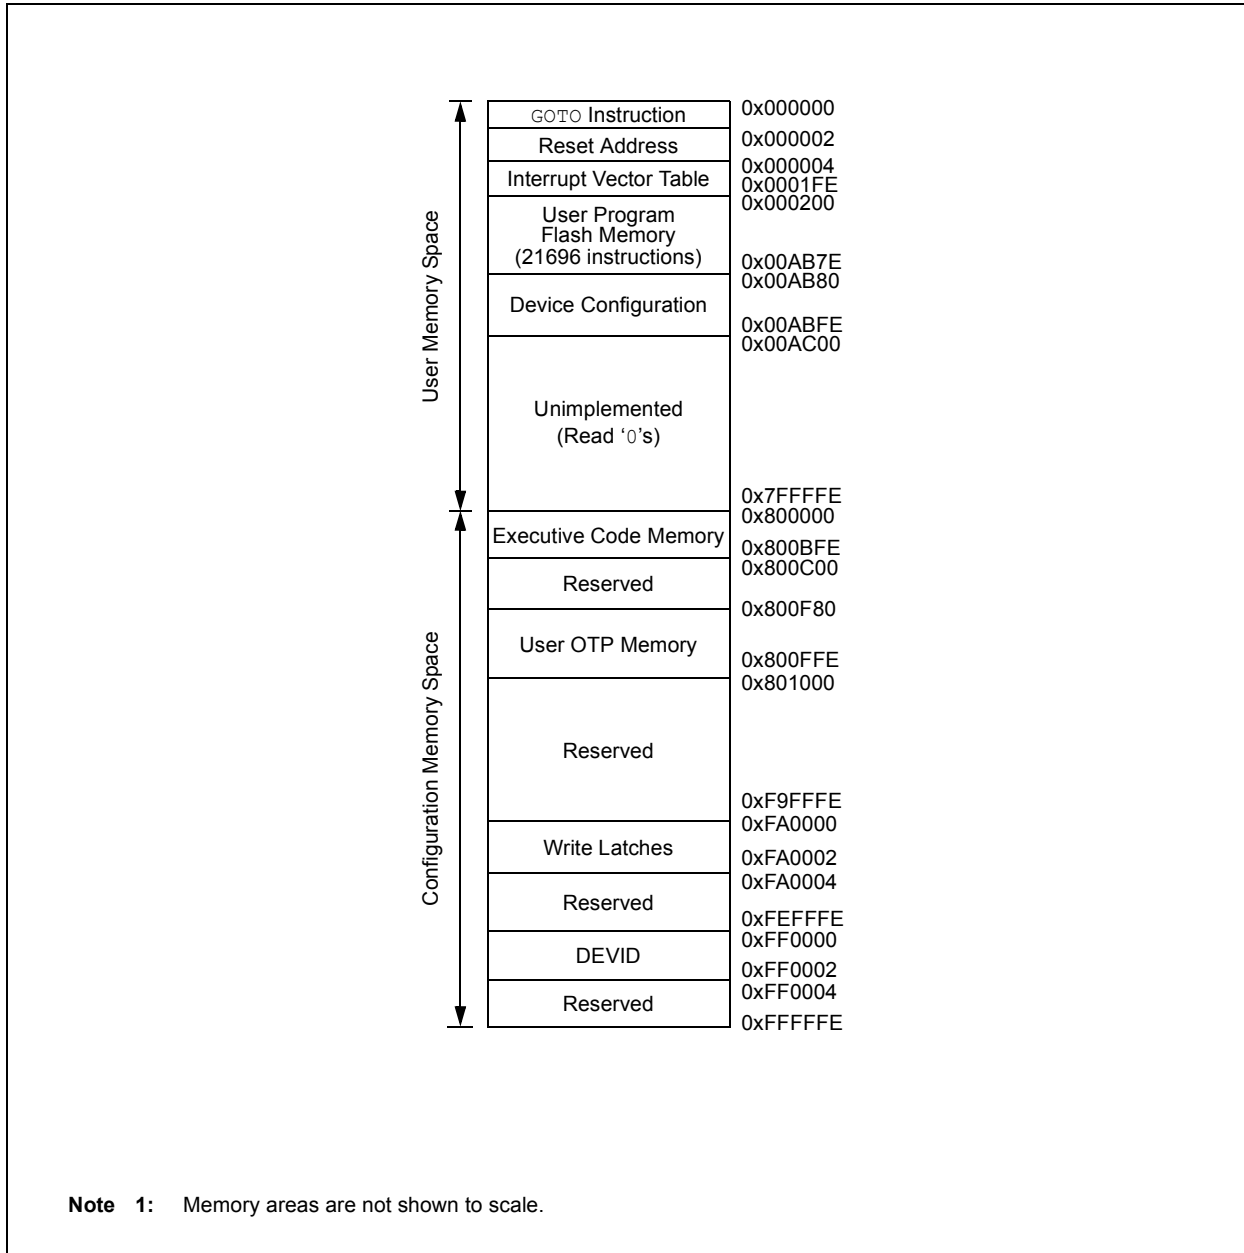 GOTO Instruction
0x000000
Reset Address
0x000002
0x000004
Interrupt Vector Table
0x0001FE
0x000200
User Program
Flash Memory
(21696 instructions)
0x00AB7E
0x00AB80
Device Configuration
0x00ABFE
0x00AC00
User Memory Space
Unimplemented
(Read ‘0’s)
0x7FFFFE
0x800000
Executive Code Memory
0x800BFE
0x800C00
Reserved
0x800F80
User OTP Memory
0x800FFE
0x801000
Configuration Memory Space
Reserved
0xF9FFFE
0xFA0000
Write Latches
0xFA0002
0xFA0004
Reserved
0xFEFFFE
0xFF0000
DEVID
0xFF0002
0xFF0004
Reserved
0xFFFFFE
Note 1: Memory areas are not shown to scale.